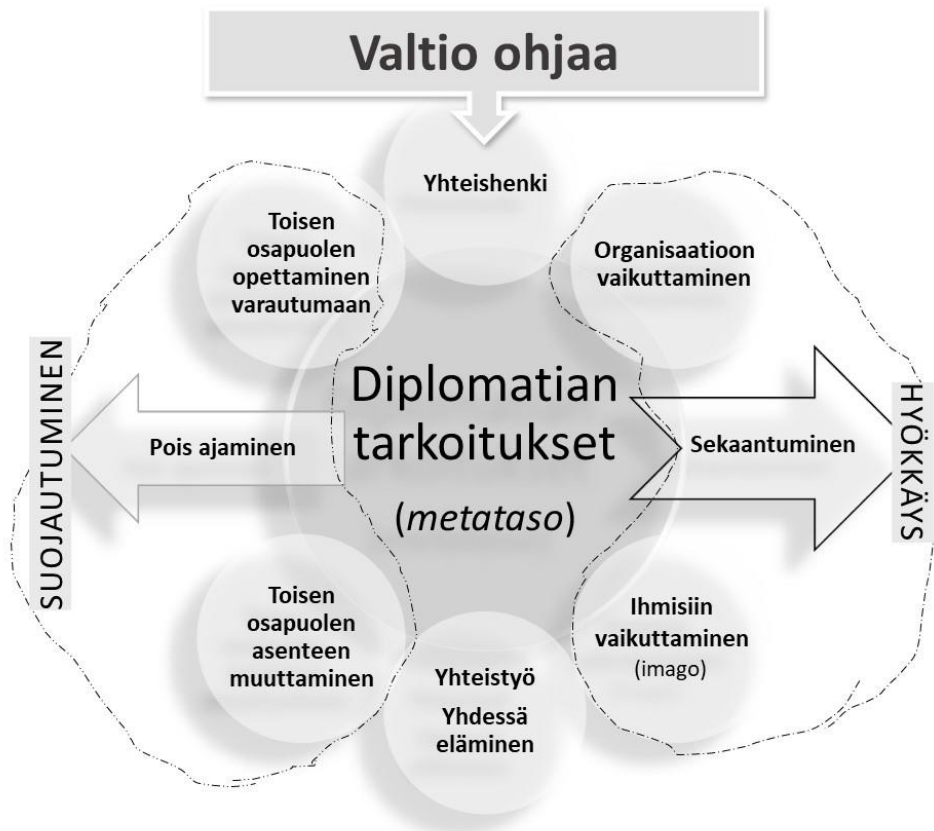 Valtio ohjaa
Yhteishenki
Toisen
osapuolen
opettaminen
varautumaan
Organisaatioon
vaikuttaminen
SUOJAUTUMINEN
Pois ajaminen
Diplomatian
tarkoitukset
(metataso)
Sekaantuminen
HYÖKKÄYS
Toisen
osapuolen
asenteen
muuttaminen
Yhteistyö
Yhdessä
eläminen
Ihmisiin
vaikuttaminen
(imago)